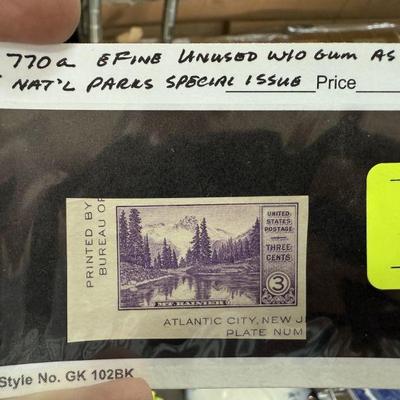 770a EFINE UNUSED W/O GUM AS
NAT'L PARKS SPECIAL ISSUE Price
PRINTED BY
BUREAU OF
UNITED
STATES
POSTAGE
THREE
CENTS
3
MT. RAINIER
ATLANTIC CITY, NEW J
PLATE NUM
Style No. GK 102BK